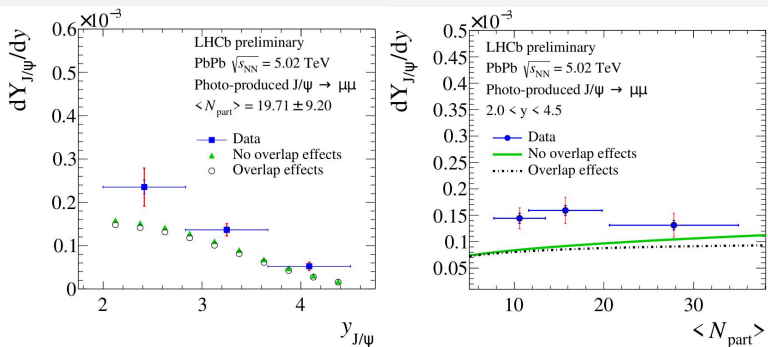 ×10⁻³
0.6
0.5
0.4
0.3
0.2
0.1
0
dY_J/ψ/dy
LHCb preliminary
PbPb √s_NN = 5.02 TeV
Photo-produced J/ψ → μμ
<N_part> = 19.71 ± 9.20
Data
No overlap effects
Overlap effects
2 3 4
y_J/ψ
×10⁻³
0.5
0.45
0.4
0.35
0.3
0.25
0.2
0.15
0.1
0.05
dY_J/ψ/dy
LHCb preliminary
PbPb √s_NN = 5.02 TeV
Photo-produced J/ψ → μμ
2.0 < y < 4.5
Data
No overlap effects
Overlap effects
10 20 30
<N_part>